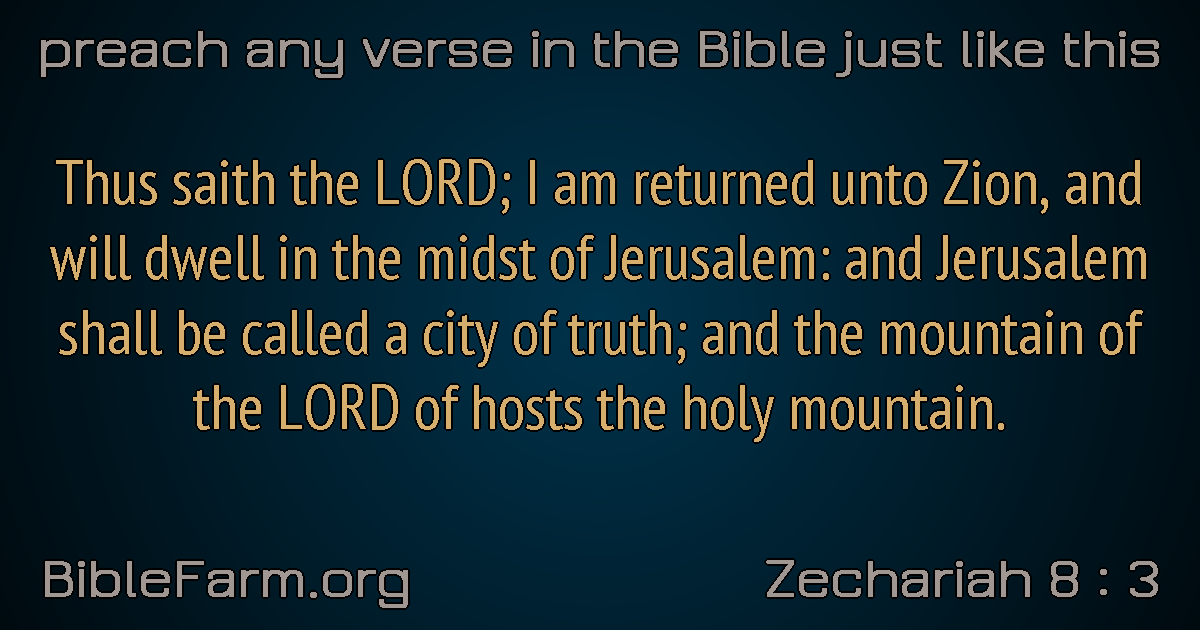 preach any verse in the Bible just like this
Thus saith the LORD; I am returned unto Zion, and
will dwell in the midst of Jerusalem: and Jerusalem
shall be called a city of truth; and the mountain of
the LORD of hosts the holy mountain.
BibleFarm.org
Zechariah 8 : 3